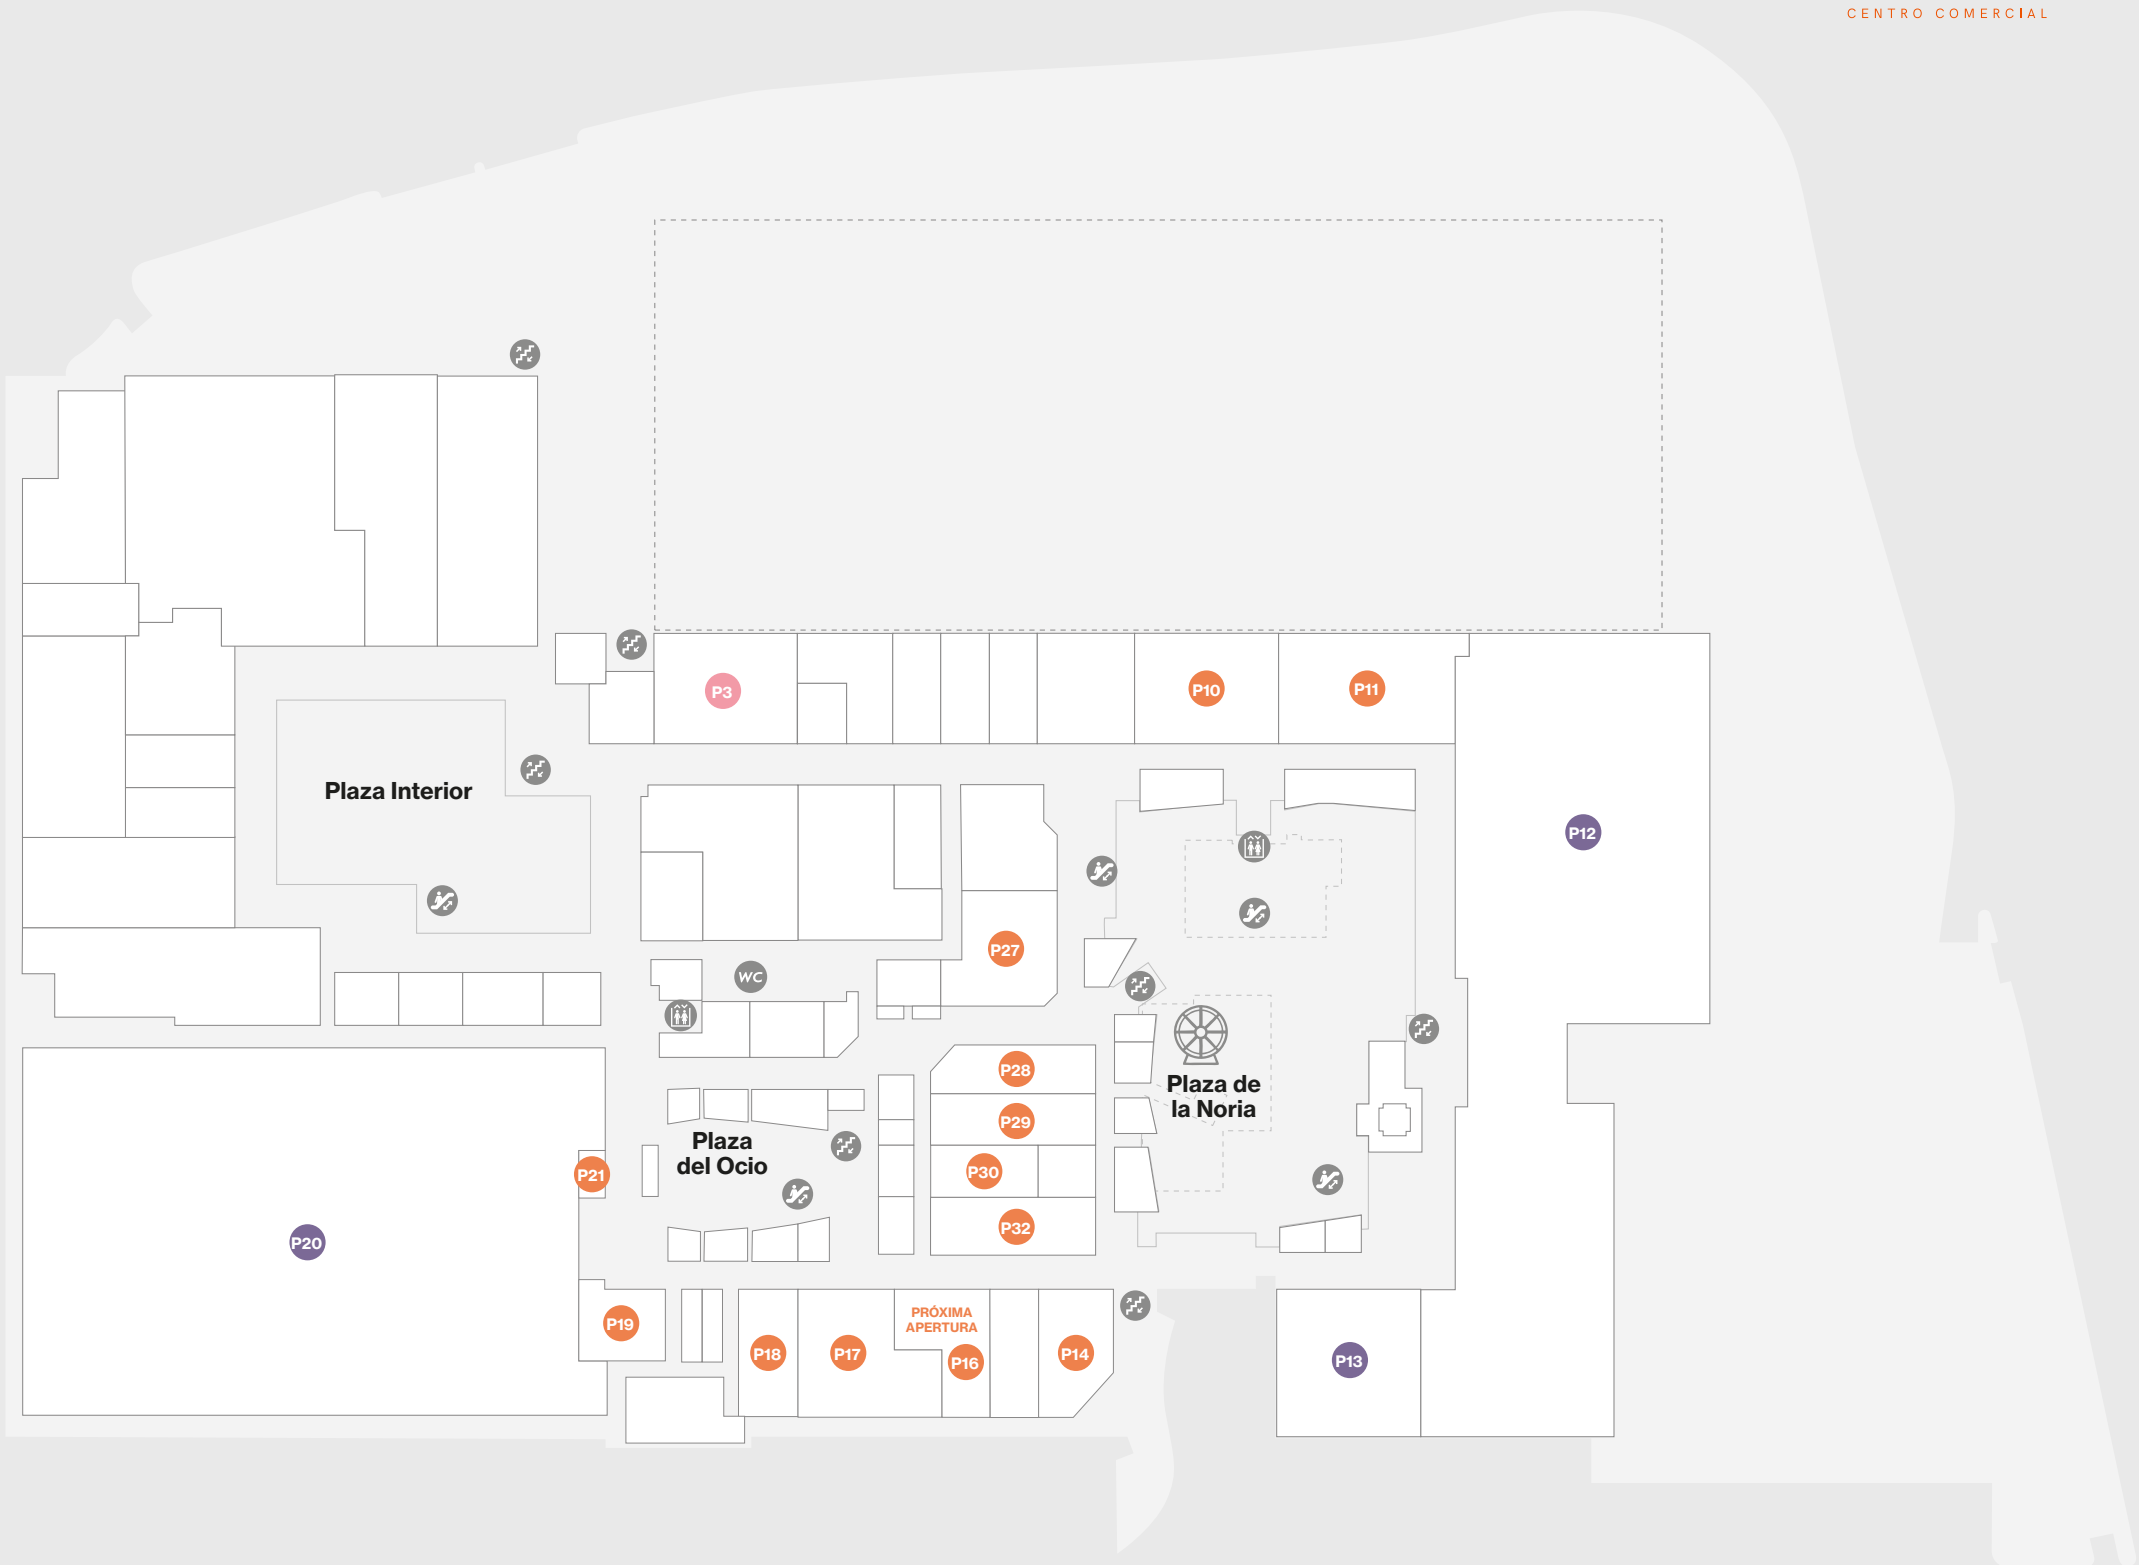 CENTRO COMERCIAL
P3
P10
P11
Plaza Interior
P12
P27
WC
P28
Plaza de
la Noria
P29
Plaza
del Ocio
P21
P30
P32
P20
PRÓXIMA
APERTURA
P19
P18
P17
P16
P14
P13